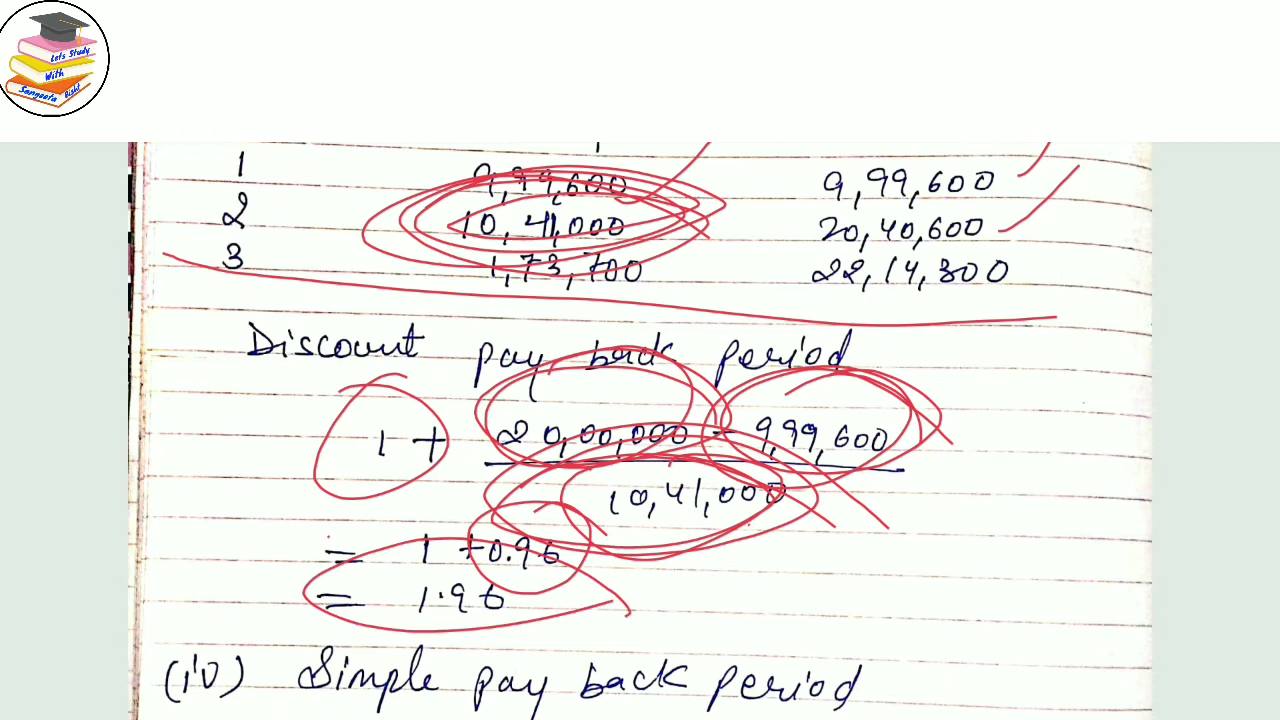 Lets Study
With
Sangeeta Bisht
1 9,99,600 9,99,600
2 10,41,000 20,40,600
3 1,73,700 22,14,300
Discount pay back period
1 + 20,00,000 - 9,99,600
10,41,000
= 1 + 0.96
= 1.96
(iv) Simple pay back period